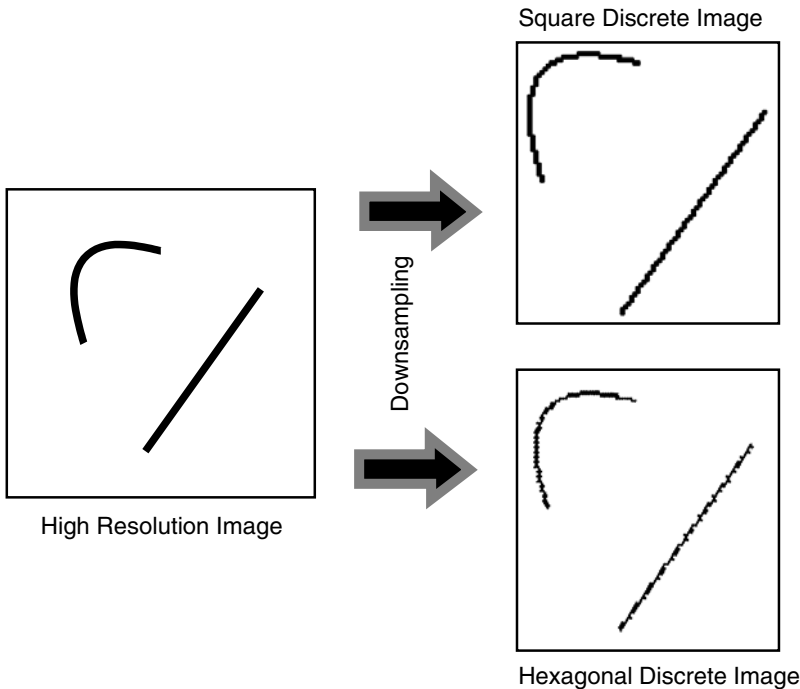 Square Discrete Image
Downsampling
High Resolution Image
Hexagonal Discrete Image